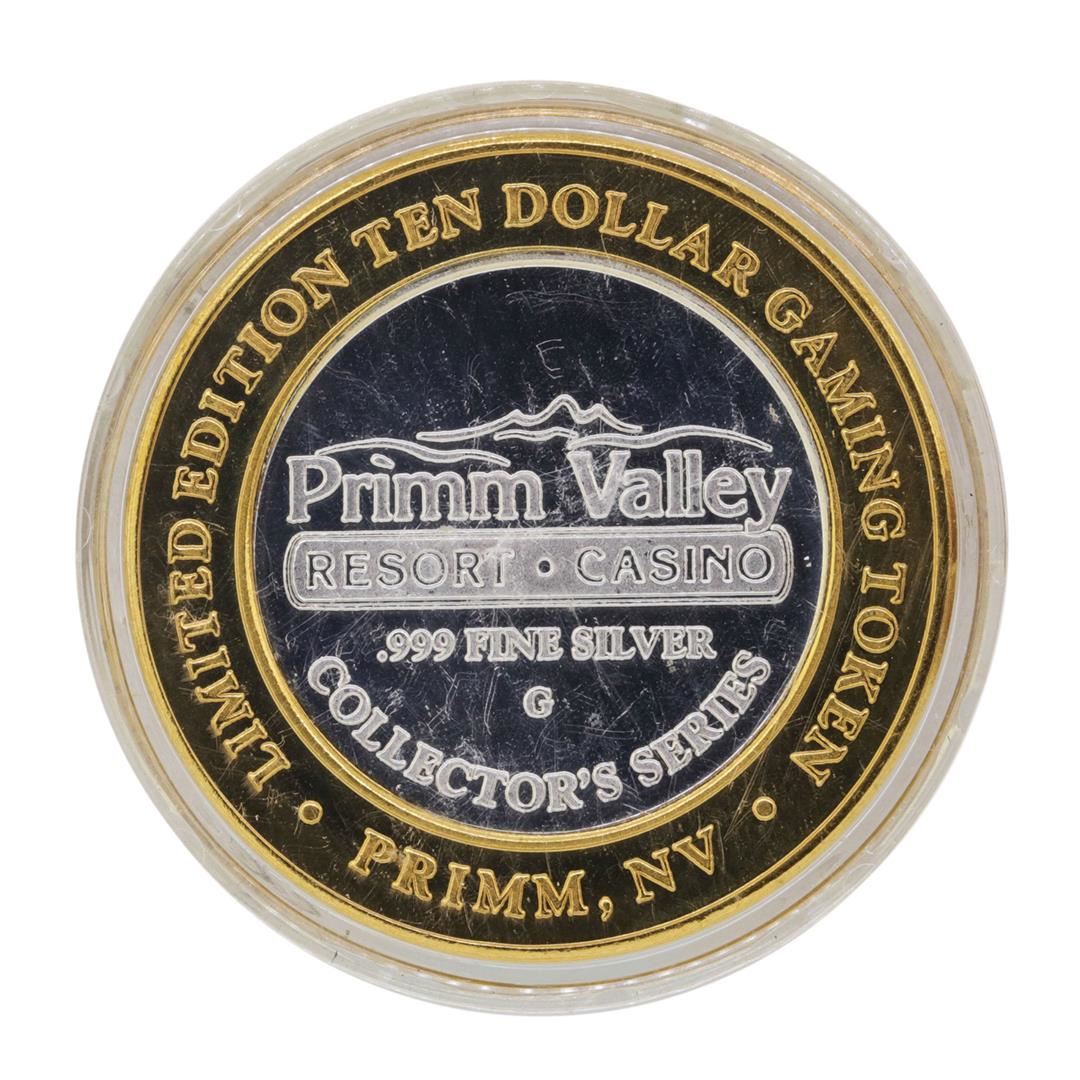 LIMITED EDITION TEN DOLLAR GAMING TOKEN
Primm Valley
RESORT • CASINO
.999 FINE SILVER
G
COLLECTOR'S SERIES
• PRIMM, NV •